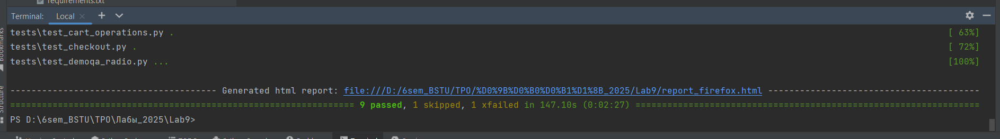 requirements.txt
Terminal: Local × + 
tests\test_cart_operations.py . [ 63%]
Bookmarks
tests\test_checkout.py . [ 72%]
tests\test_demoqa_radio.py ... [100%]
Structure
--------------------------------------- Generated html report: file:///D:/6sem_BSTU/TPO/%D0%9B%D0%B0%D0%B1%D1%8B_2025/Lab9/report_firefox.html ----------------------------------------
================================================================= 9 passed, 1 skipped, 1 xfailed in 147.10s (0:02:27) =================================================================
PS D:\6sem_BSTU\TPO\Лабы_2025\Lab9>